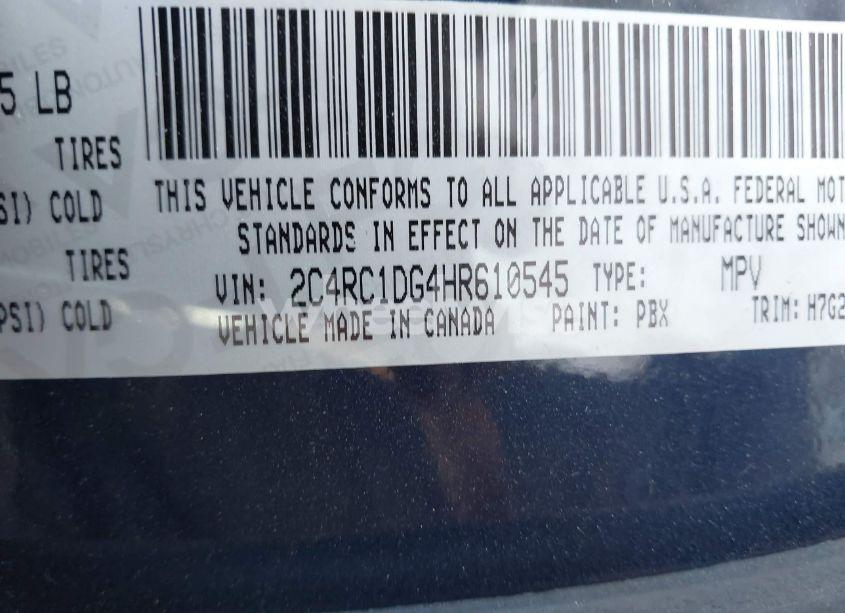 5 LB
TIRES
SI) COLD
TIRES
PSI) COLD
THIS VEHICLE CONFORMS TO ALL APPLICABLE U.S.A. FEDERAL MOT
STANDARDS IN EFFECT ON THE DATE OF MANUFACTURE SHOWN
VIN: 2C4RC1DG4HR610545 TYPE: MPV
VEHICLE MADE IN CANADA PAINT: PBX TRIM: H7G2